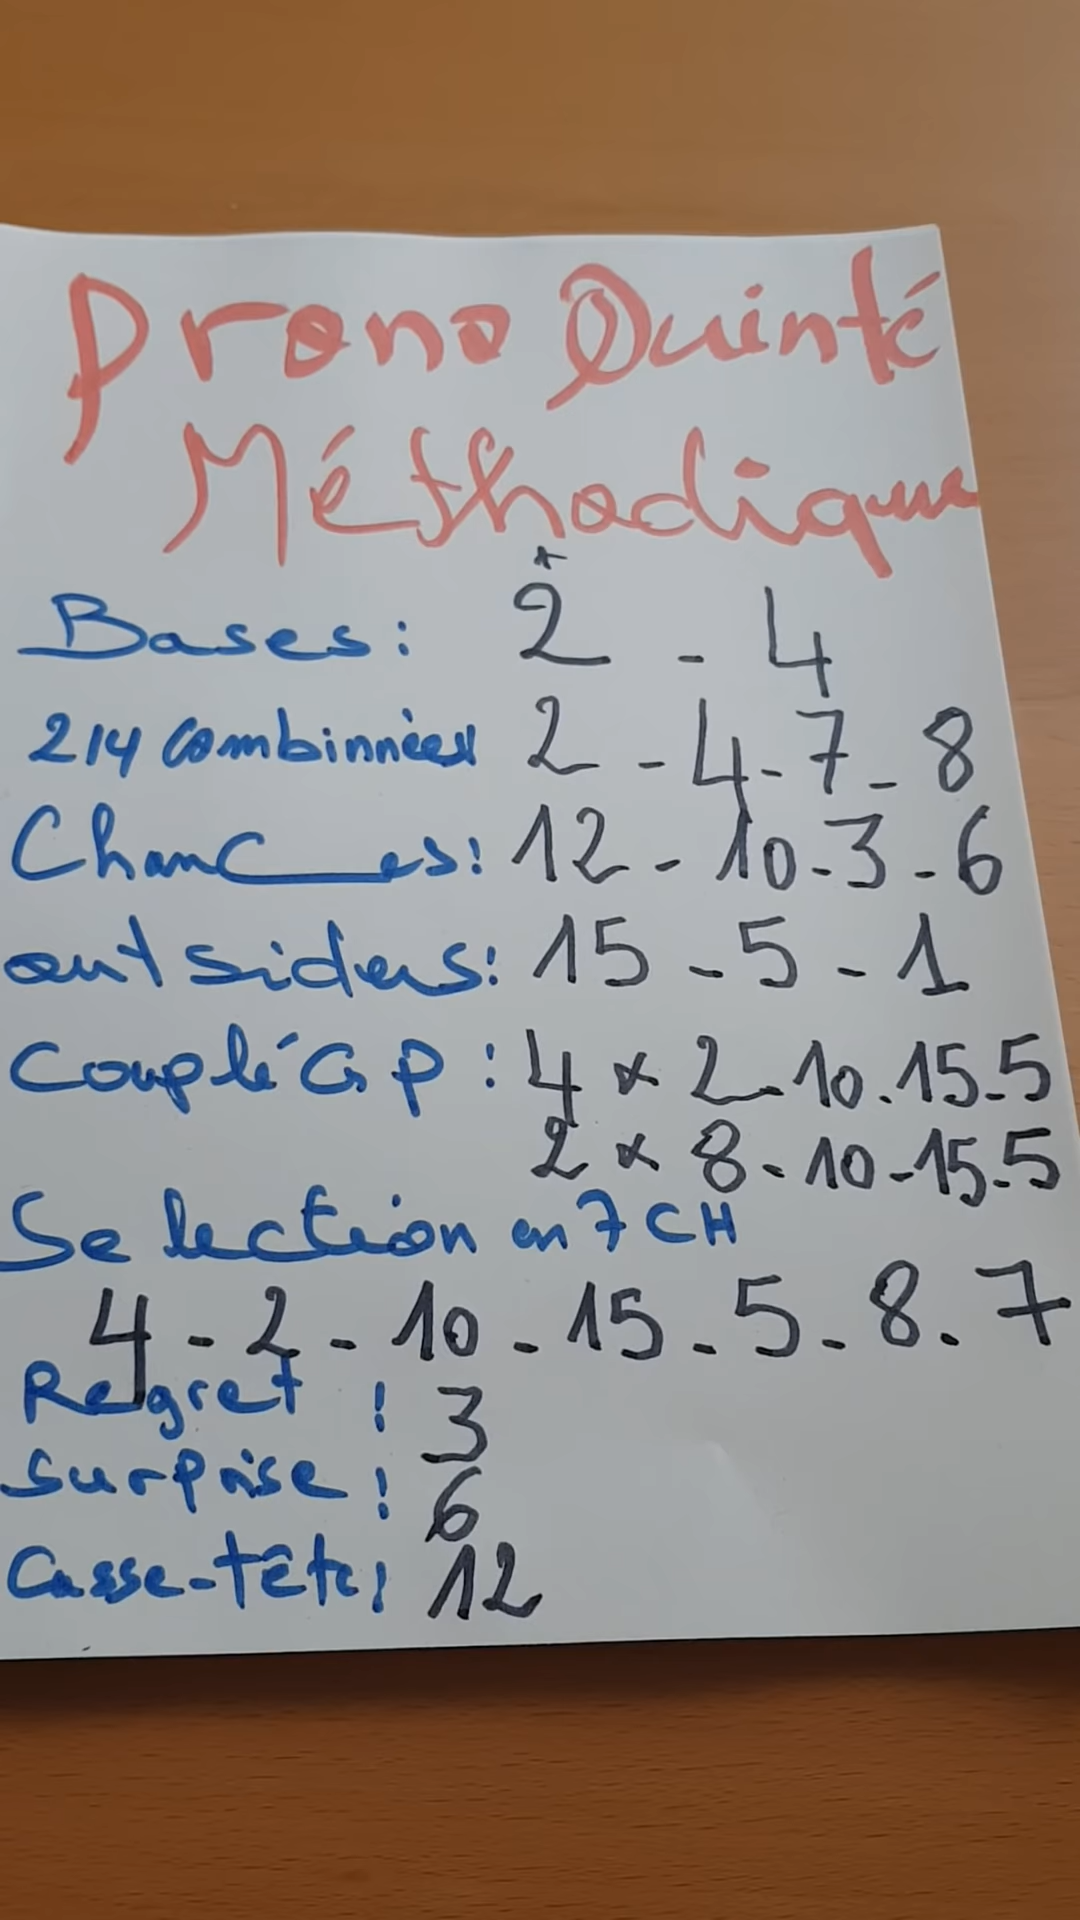 Prono Quinté
Méthodique
*
Bases: 2 - 4
2/4 Combinnées 2 - 4 - 7 - 8
Chances: 12 - 10 - 3 - 6
outsiders: 15 - 5 - 1
Couplé G P : 4 x 2 - 10 . 15 - 5
2 x 8 - 10 - 15 - 5
Selection en 7 CH
4 - 2 - 10 - 15 - 5 - 8 - 7
Regret : 3
Surprise : 6
Casse-tête : 12